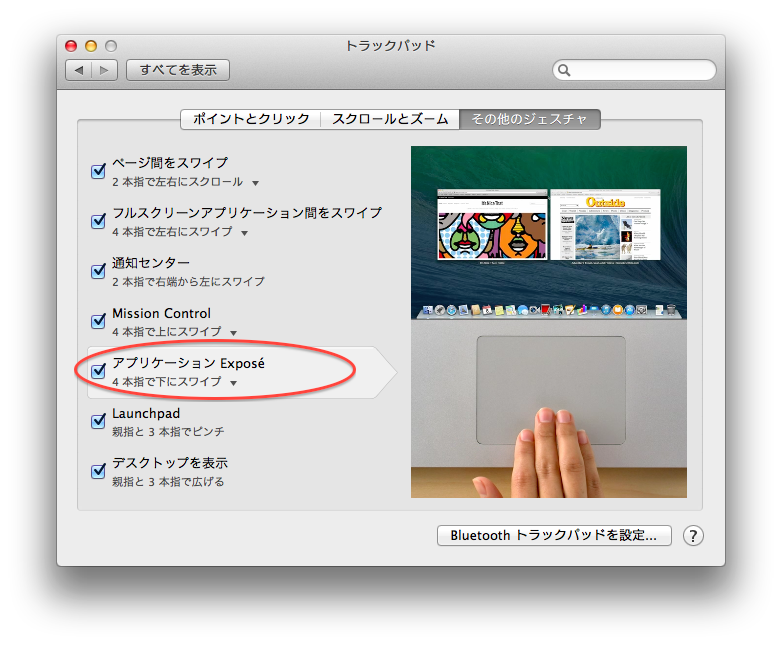 トラックパッド
すべてを表示
ポイントとクリック
スクロールとズーム
その他のジェスチャ
ページ間をスワイプ
2 本指で左右にスクロール
フルスクリーンアプリケーション間をスワイプ
4 本指で左右にスワイプ
通知センター
2 本指で右端から左にスワイプ
Mission Control
4 本指で上にスワイプ
アプリケーション Exposé
4 本指で下にスワイプ
Launchpad
親指と 3 本指でピンチ
デスクトップを表示
親指と 3 本指で広げる
Outside
Bluetooth トラックパッドを設定...
?